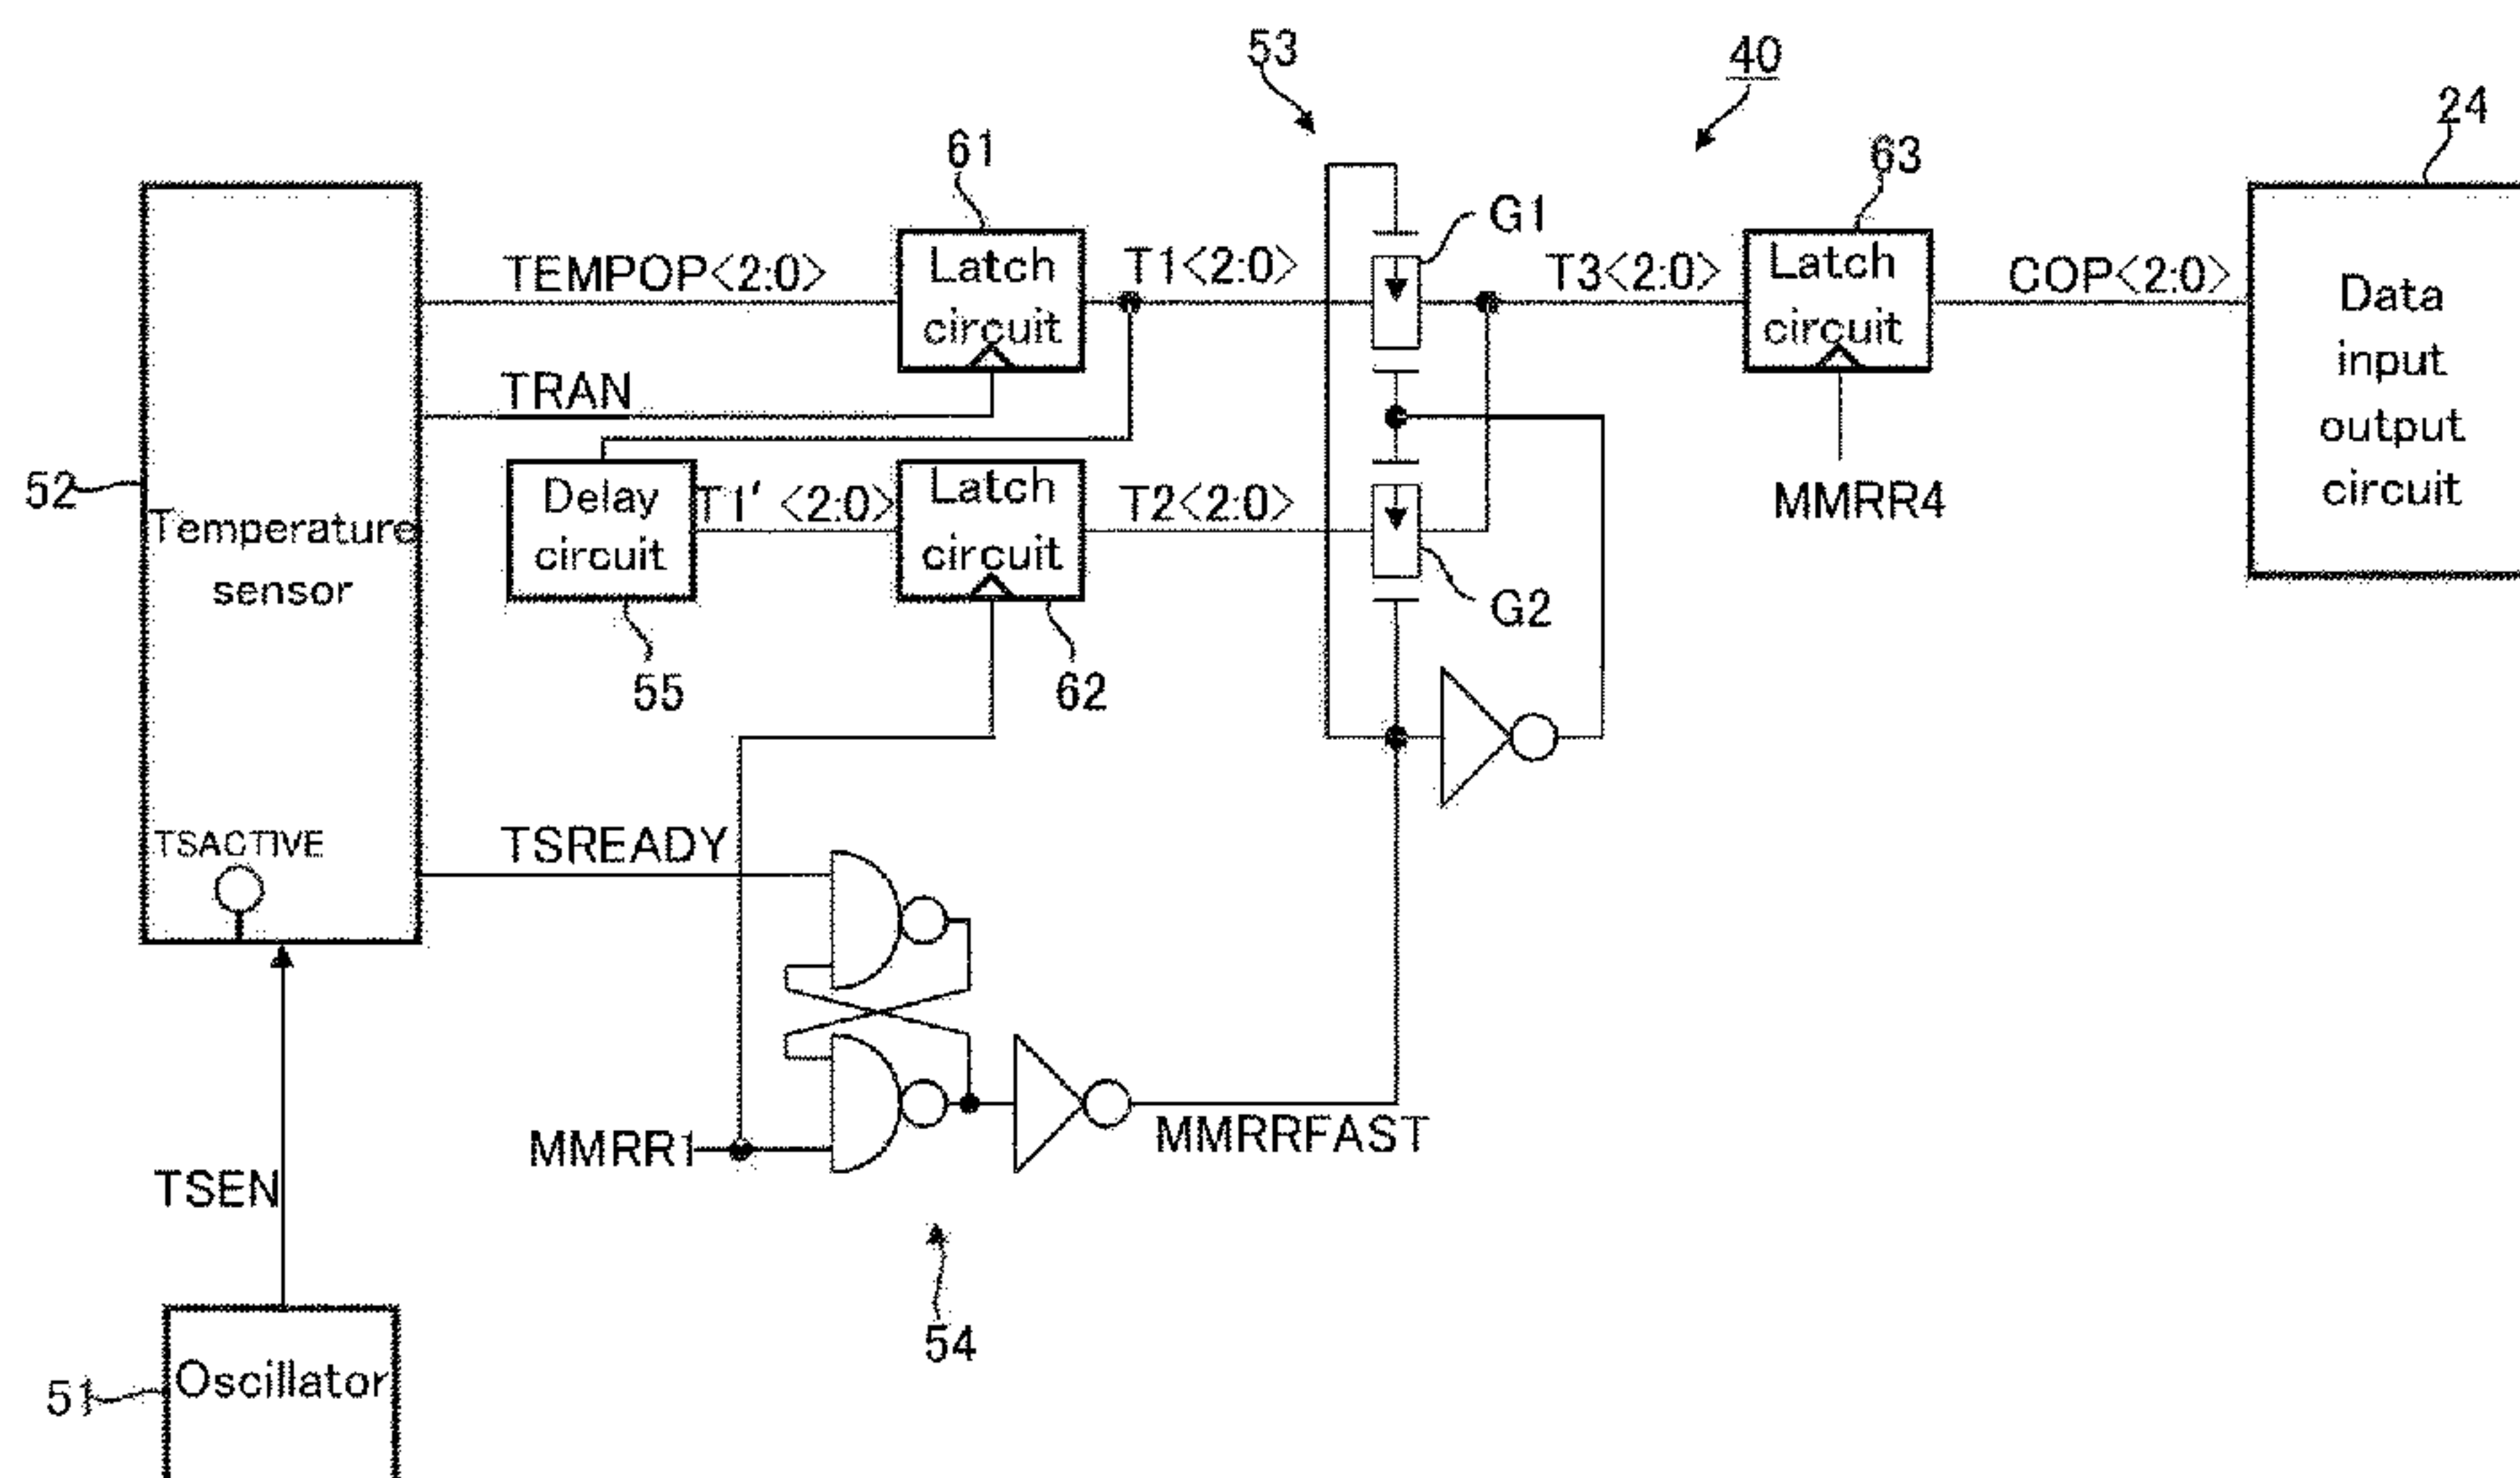 53
40
24
61
63
G1
TEMPOP<2:0>
Latch
circuit
T1<2:0>
T3<2:0>
Latch
circuit
COP<2:0>
Data
input
output
circuit
TRAN
52
Delay
circuit
T1' <2:0>
Latch
circuit
T2<2:0>
MMRR4
Temperature
sensor
G2
55
62
TSACTIVE
TSREADY
MMRR1
MMRRFAST
TSEN
54
51
Oscillator